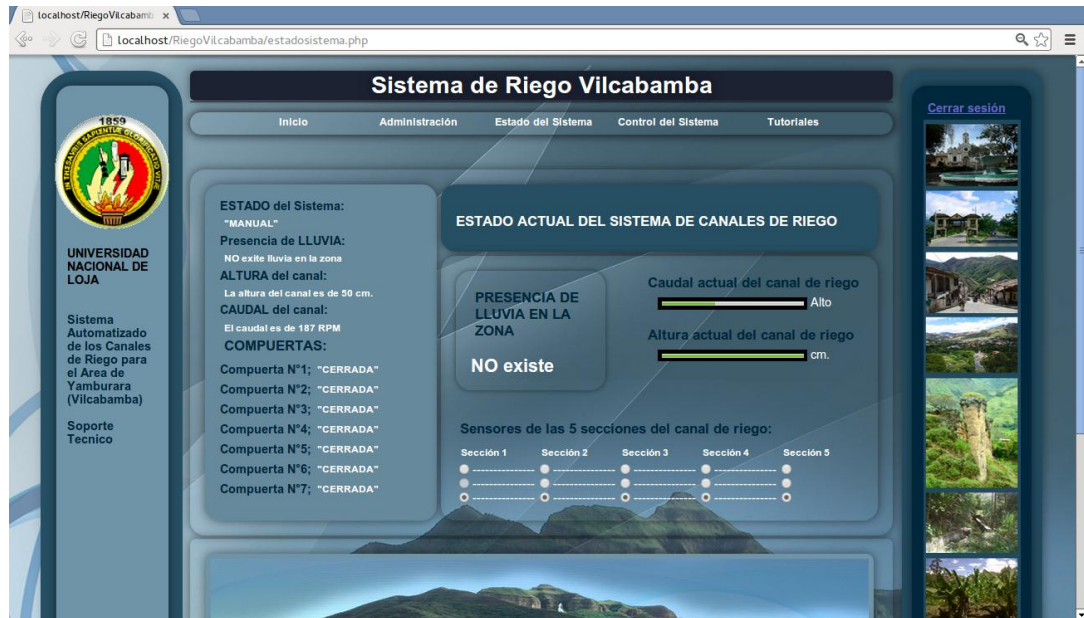 localhost/RiegoVilcabamb
localhost/RiegoVilcabamba/estadosistema.php
Sistema de Riego Vilcabamba
Inicio Administración Estado del Sistema Control del Sistema Tutoriales
Cerrar sesión
1859
UNIVERSIDAD
NACIONAL DE
LOJA
Sistema
Automatizado
de los Canales
de Riego para
el Area de
Yamburara
(Vilcabamba)
Soporte
Tecnico
ESTADO del Sistema:
"MANUAL"
Presencia de LLUVIA:
NO exite lluvia en la zona
ALTURA del canal:
La altura del canal es de 50 cm.
CAUDAL del canal:
El caudal es de 187 RPM
COMPUERTAS:
Compuerta N°1; "CERRADA"
Compuerta N°2; "CERRADA"
Compuerta N°3; "CERRADA"
Compuerta N°4; "CERRADA"
Compuerta N°5; "CERRADA"
Compuerta N°6; "CERRADA"
Compuerta N°7; "CERRADA"
ESTADO ACTUAL DEL SISTEMA DE CANALES DE RIEGO
PRESENCIA DE
LLUVIA EN LA
ZONA
NO existe
Caudal actual del canal de riego
Alto
Altura actual del canal de riego
cm.
Sensores de las 5 secciones del canal de riego:
Sección 1 Sección 2 Sección 3 Sección 4 Sección 5